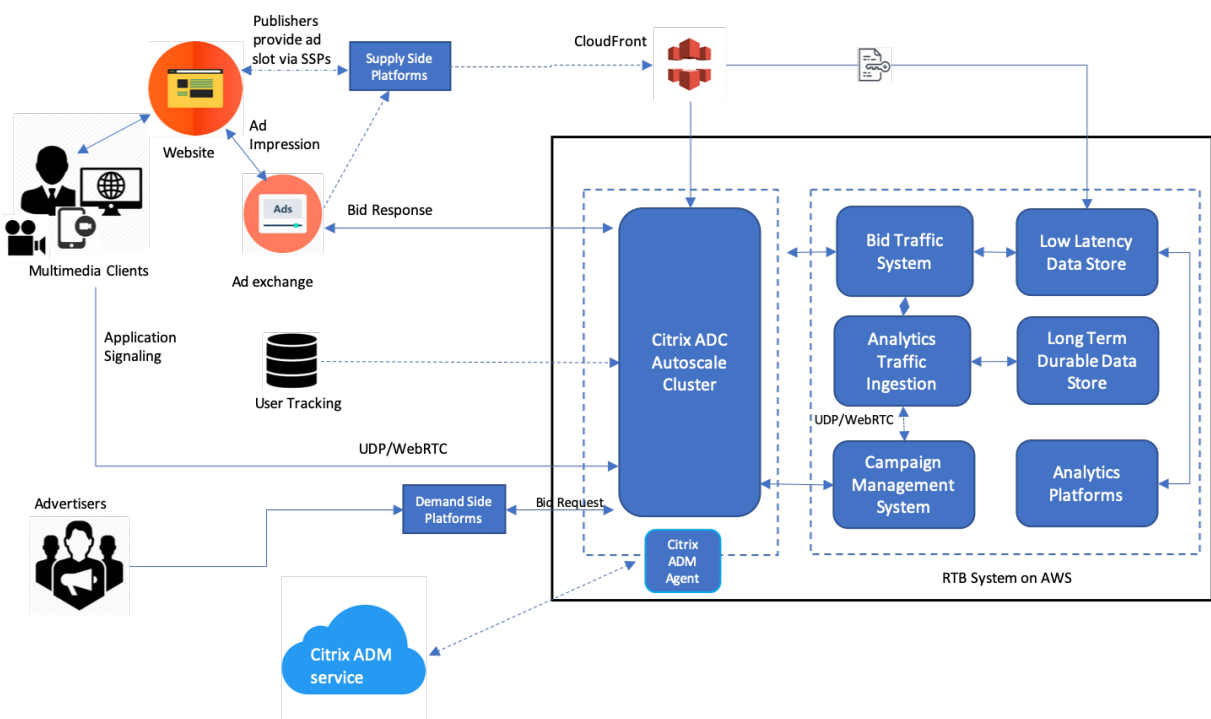 Publishers
provide ad
slot via SSPs
Supply Side
Platforms
CloudFront
Ad
Impression
Website
Ads
Bid Response
Multimedia Clients
Ad exchange
Bid Traffic
System
Low Latency
Data Store
Application
Signaling
Citrix ADC
Autoscale
Cluster
Analytics
Traffic
Ingestion
Long Term
Durable Data
Store
User Tracking
UDP/WebRTC
UDP/WebRTC
Campaign
Management
System
Analytics
Platforms
Advertisers
Demand Side
Platforms
Bid Request
Citrix
ADM
Agent
RTB System on AWS
Citrix ADM
service